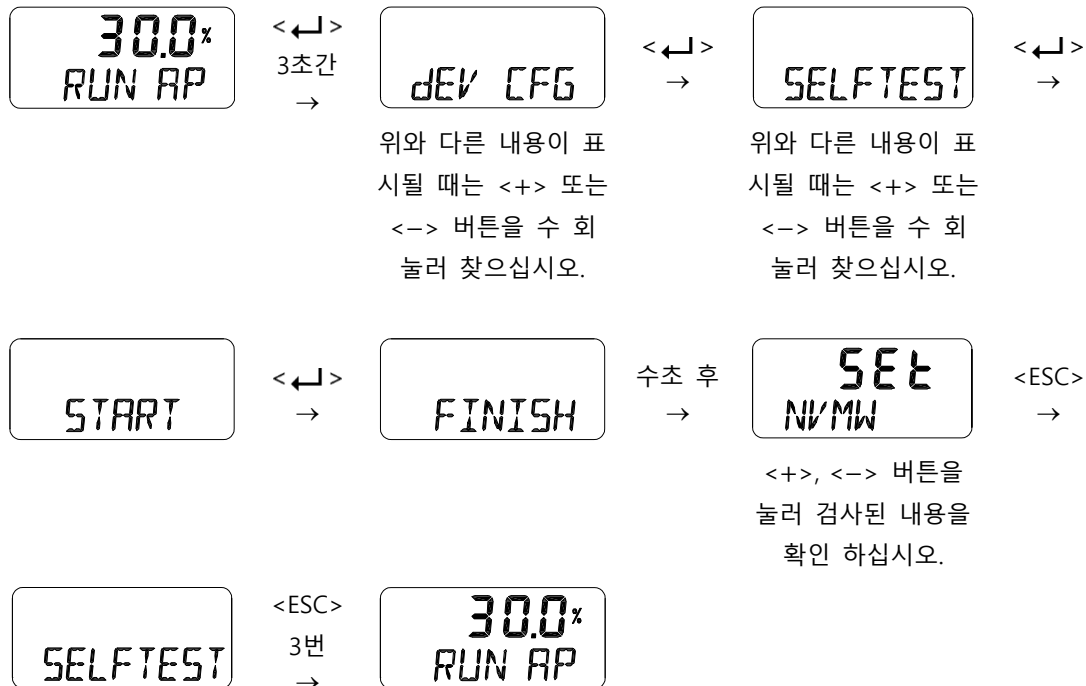 30.0%
RUN AP
<↵>
3초간
→
dEV CFG
위와 다른 내용이 표
시될 때는 <+> 또는
<–> 버튼을 수 회
눌러 찾으십시오.
<↵>
→
SELFTEST
위와 다른 내용이 표
시될 때는 <+> 또는
<–> 버튼을 수 회
눌러 찾으십시오.
<↵>
→
START
<↵>
→
FINISH
수초 후
→
SEt
NVMW
<+>, <–> 버튼을
눌러 검사된 내용을
확인 하십시오.
<ESC>
→
SELFTEST
<ESC>
3번
→
30.0%
RUN AP